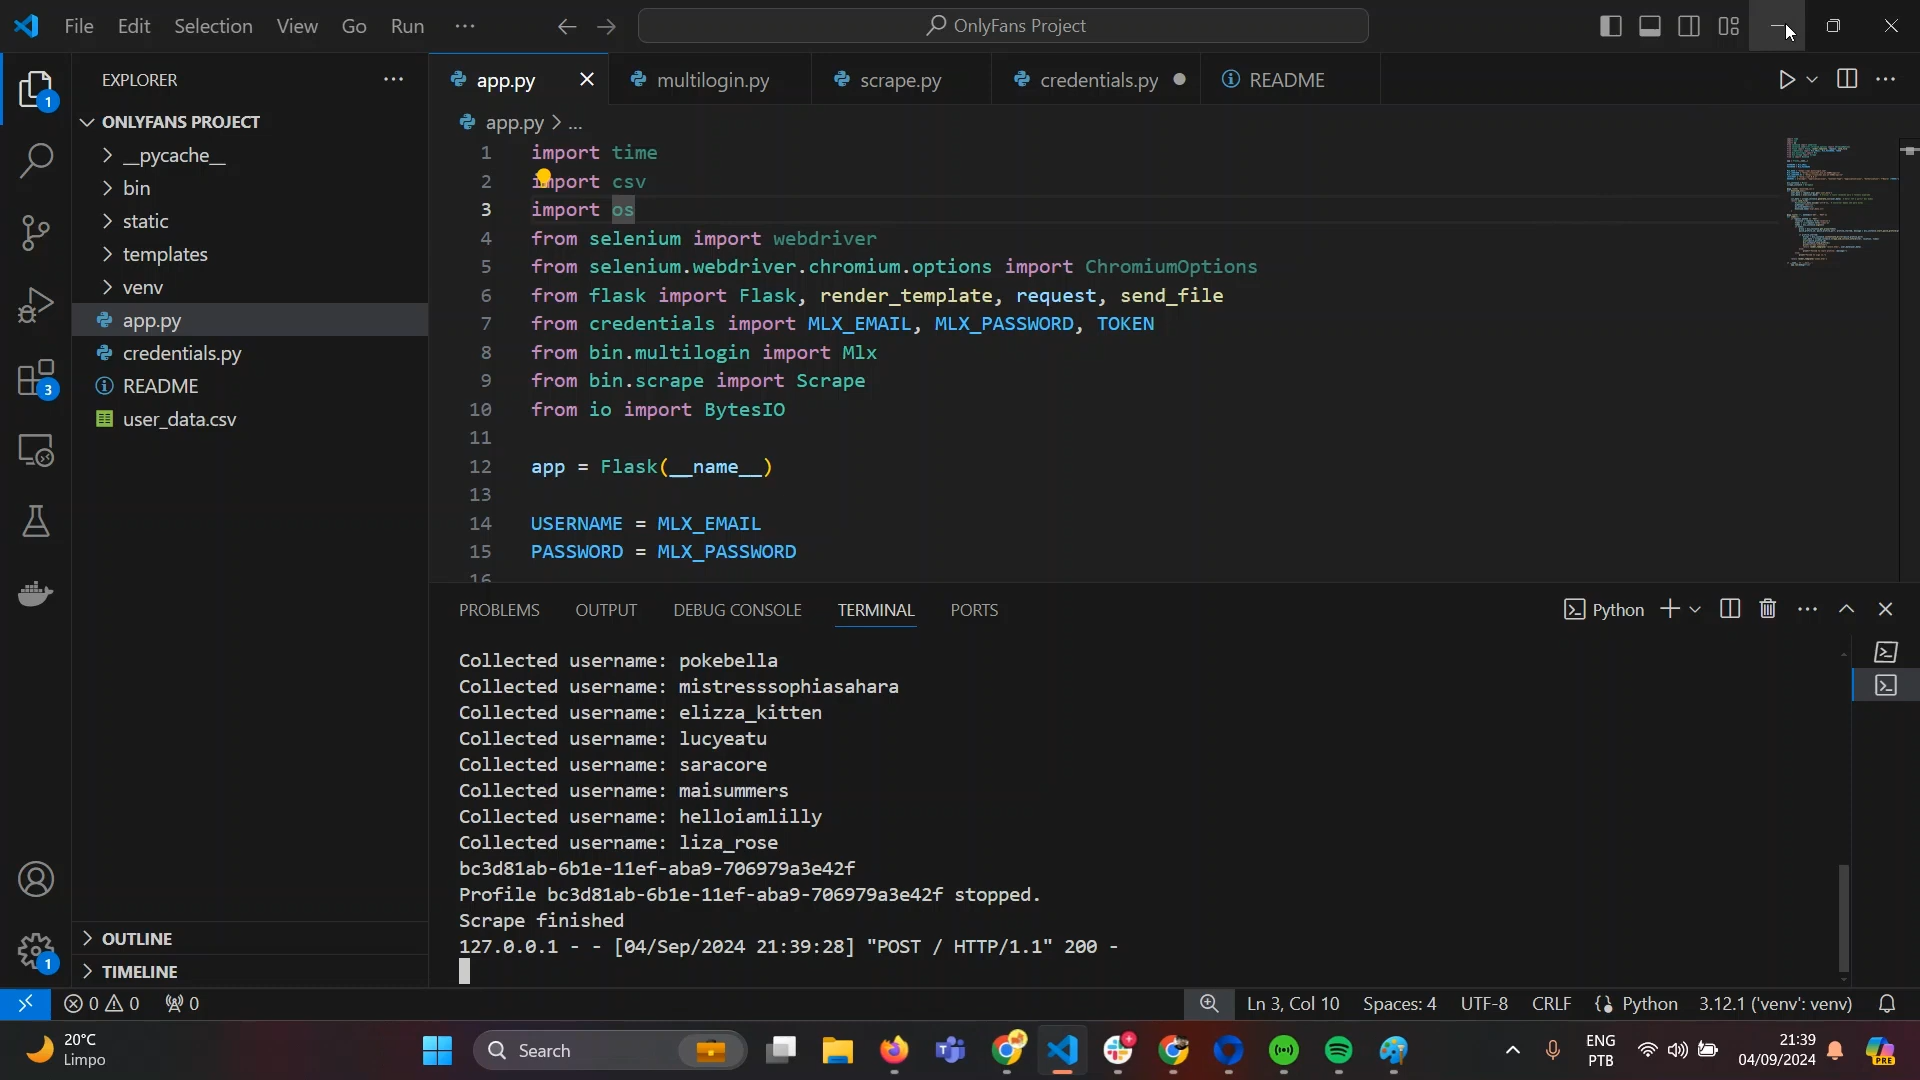 File Edit Selection View Go Run ...
OnlyFans Project
EXPLORER
ONLYFANS PROJECT
__pycache__
bin
static
templates
venv
app.py
credentials.py
README
user_data.csv
OUTLINE
TIMELINE
app.py multilogin.py scrape.py credentials.py README
app.py > ...
1 import time
2 import csv
3 import os
4 from selenium import webdriver
5 from selenium.webdriver.chromium.options import ChromiumOptions
6 from flask import Flask, render_template, request, send_file
7 from credentials import MLX_EMAIL, MLX_PASSWORD, TOKEN
8 from bin.multilogin import Mlx
9 from bin.scrape import Scrape
10 from io import BytesIO
11
12 app = Flask(__name__)
13
14 USERNAME = MLX_EMAIL
15 PASSWORD = MLX_PASSWORD
16
PROBLEMS OUTPUT DEBUG CONSOLE TERMINAL PORTS
Python
Collected username: pokebella
Collected username: mistresssophiasahara
Collected username: elizza_kitten
Collected username: lucyeatu
Collected username: saracore
Collected username: maisummers
Collected username: helloiamlilly
Collected username: liza_rose
bc3d81ab-6b1e-11ef-aba9-706979a3e42f
Profile bc3d81ab-6b1e-11ef-aba9-706979a3e42f stopped.
Scrape finished
127.0.0.1 - - [04/Sep/2024 21:39:28] "POST / HTTP/1.1" 200 -
1
3
1
0 0 0 Ln 3, Col 10 Spaces: 4 UTF-8 CRLF Python 3.12.1 ('venv': venv)
20°C
Limpo
Search
ENG
PTB
21:39
04/09/2024
PRE